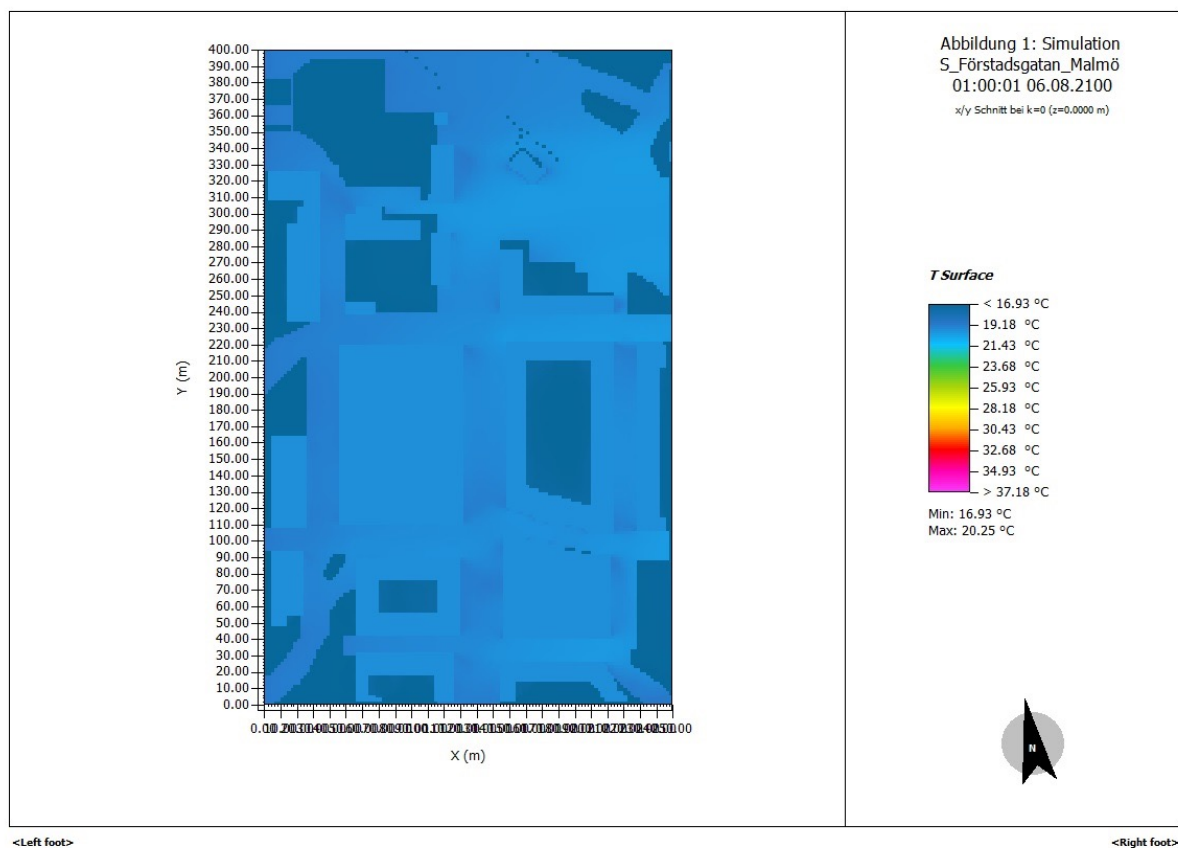 Abbildung 1: Simulation
S_Förstadsgatan_Malmö
01:00:01 06.08.2100
x/y Schnitt bei k=0 (z=0.0000 m)
400.00
390.00
380.00
370.00
360.00
350.00
340.00
330.00
320.00
310.00
300.00
290.00
280.00
270.00
260.00
250.00
240.00
230.00
220.00
210.00
200.00
190.00
180.00
170.00
160.00
150.00
140.00
130.00
120.00
110.00
100.00
90.00
80.00
70.00
60.00
50.00
40.00
30.00
20.00
10.00
0.00
Y (m)
X (m)
T Surface
< 16.93 °C
19.18 °C
21.43 °C
23.68 °C
25.93 °C
28.18 °C
30.43 °C
32.68 °C
34.93 °C
> 37.18 °C
Min: 16.93 °C
Max: 20.25 °C
N
<Left foot>
<Right foot>